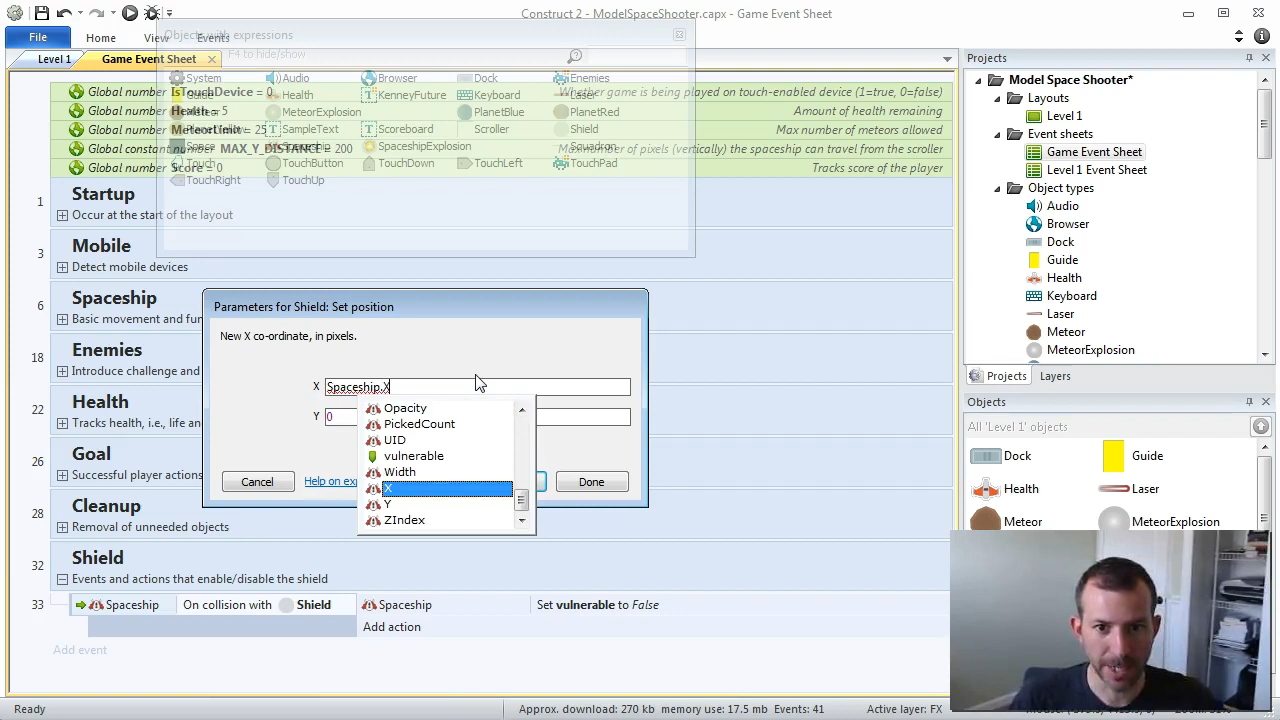 Construct 2 - ModelSpaceShooter.capx - Game Event Sheet
File Home View Events
Level 1 Game Event Sheet
Objects with expressions
F4 to hide/show
System Audio Browser Dock Enemies
Health KenneyFuture Keyboard Laser
MeteorExplosion PlanetBlue PlanetRed
SampleText Scoreboard Scroller Shield
SpaceshipExplosion Squadron
Touch TouchButton TouchDown TouchLeft TouchPad
TouchRight TouchUp
Global number IsTouchDevice = 0 Whether game is being played on touch-enabled device (1=true, 0=false)
Global number Health = 5 Amount of health remaining
Global number MeteorLimit = 25 Max number of meteors allowed
Global constant number MAX_Y_DISTANCE = 200 Max number of pixels (vertically) the spaceship can travel from the scroller
Global number Score = 0 Tracks score of the player
1 Startup
Occur at the start of the layout
3 Mobile
Detect mobile devices
6 Spaceship
Basic movement and fun
18 Enemies
Introduce challenge and
22 Health
Tracks health, i.e., life an
26 Goal
Successful player actions
28 Cleanup
Removal of unneeded objects
32 Shield
Events and actions that enable/disable the shield
33 Spaceship On collision with Shield Spaceship Set vulnerable to False
Add action
Add event
Parameters for Shield: Set position
New X co-ordinate, in pixels.
X Spaceship.X
Y 0
Opacity
PickedCount
UID
vulnerable
Width
X
Y
ZIndex
Cancel Help on exp Done
Projects
Model Space Shooter*
Layouts
Level 1
Event sheets
Game Event Sheet
Level 1 Event Sheet
Object types
Audio
Browser
Dock
Guide
Health
Keyboard
Laser
Meteor
MeteorExplosion
Projects Layers
Objects
All 'Level 1' objects
Dock Guide
Health Laser
Meteor MeteorExplosion
Ready Approx. download: 270 kb memory use: 17.5 mb Events: 41 Active layer: FX